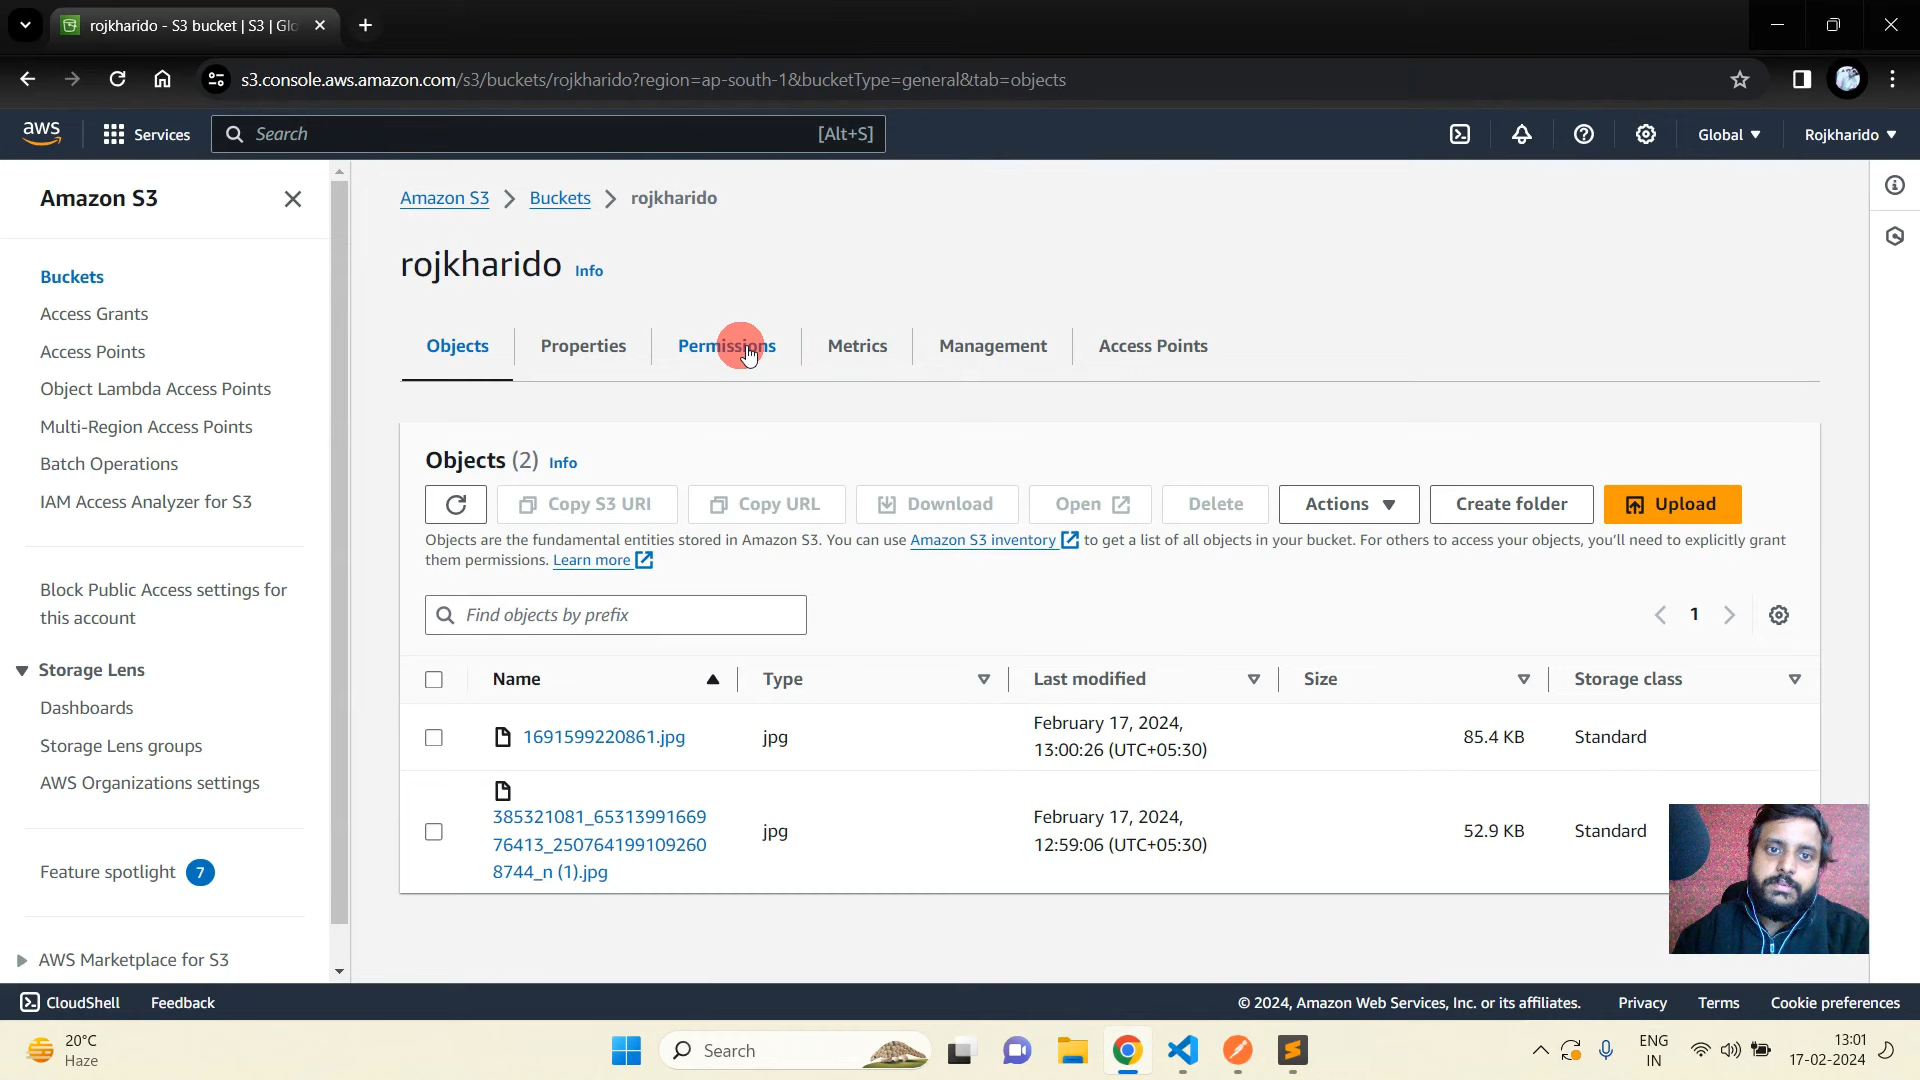 rojkharido - S3 bucket | S3 | Glo
s3.console.aws.amazon.com/s3/buckets/rojkharido?region=ap-south-1&bucketType=general&tab=objects
aws
Services
Search
[Alt+S]
Global
Rojkharido
Amazon S3
Buckets
Access Grants
Access Points
Object Lambda Access Points
Multi-Region Access Points
Batch Operations
IAM Access Analyzer for S3
Block Public Access settings for
this account
Storage Lens
Dashboards
Storage Lens groups
AWS Organizations settings
Feature spotlight 7
AWS Marketplace for S3
Amazon S3 > Buckets > rojkharido
rojkharido Info
Objects Properties Permissions Metrics Management Access Points
Objects (2) Info
Copy S3 URI Copy URL Download Open Delete Actions Create folder Upload
Objects are the fundamental entities stored in Amazon S3. You can use Amazon S3 inventory to get a list of all objects in your bucket. For others to access your objects, you'll need to explicitly grant
them permissions. Learn more
Find objects by prefix
1
Name Type Last modified Size Storage class
1691599220861.jpg jpg February 17, 2024, 85.4 KB Standard
13:00:26 (UTC+05:30)
385321081_65313991669 jpg February 17, 2024, 52.9 KB Standard
76413_250764199109260 12:59:06 (UTC+05:30)
8744_n (1).jpg
CloudShell Feedback
© 2024, Amazon Web Services, Inc. or its affiliates. Privacy Terms Cookie preferences
20°C
Haze
Search
ENG
IN
13:01
17-02-2024